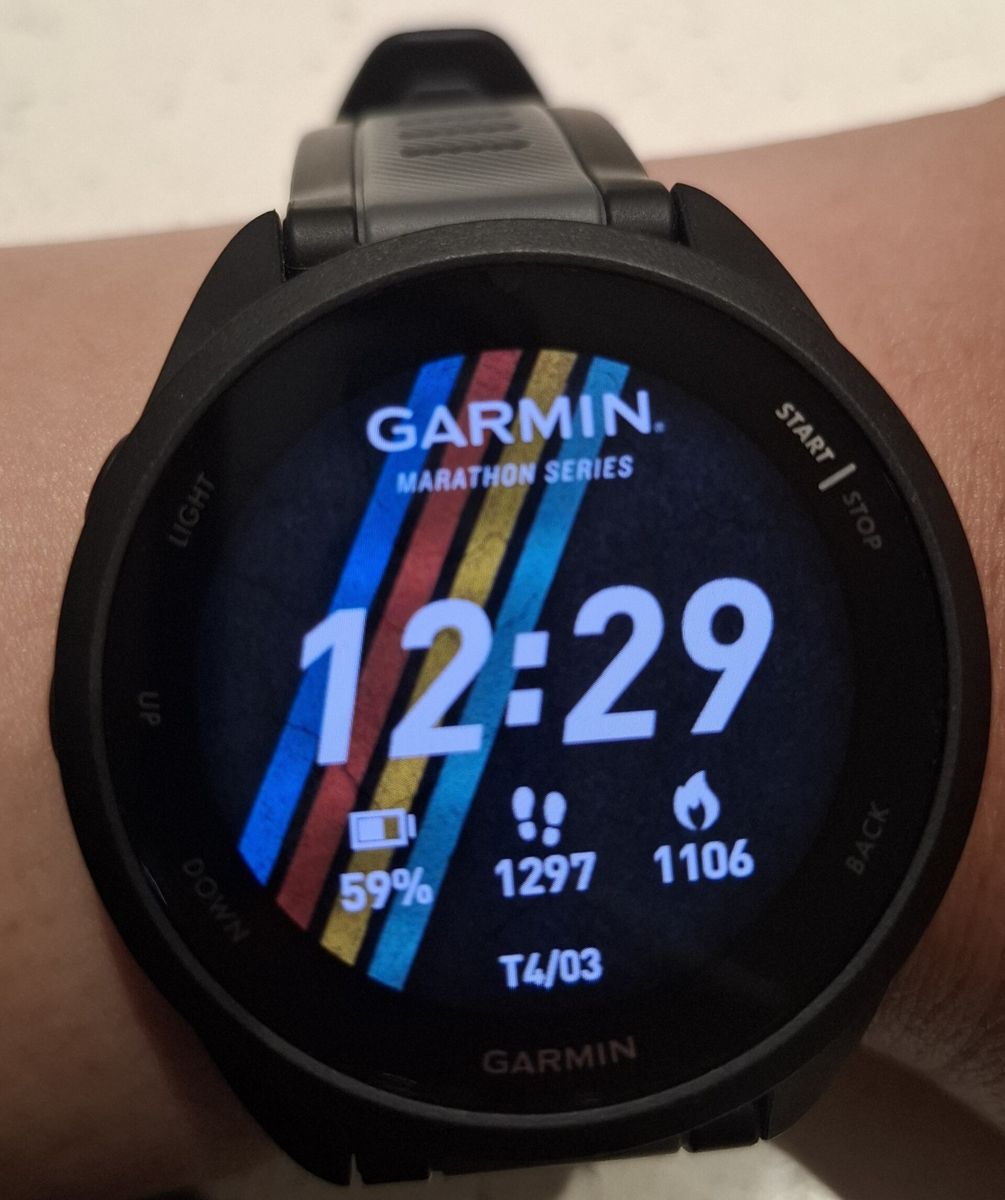 GARMIN
MARATHON SERIES
START
STOP
LIGHT
12:29
UP
59%
1297
1106
BACK
DOWN
T4/03
GARMIN